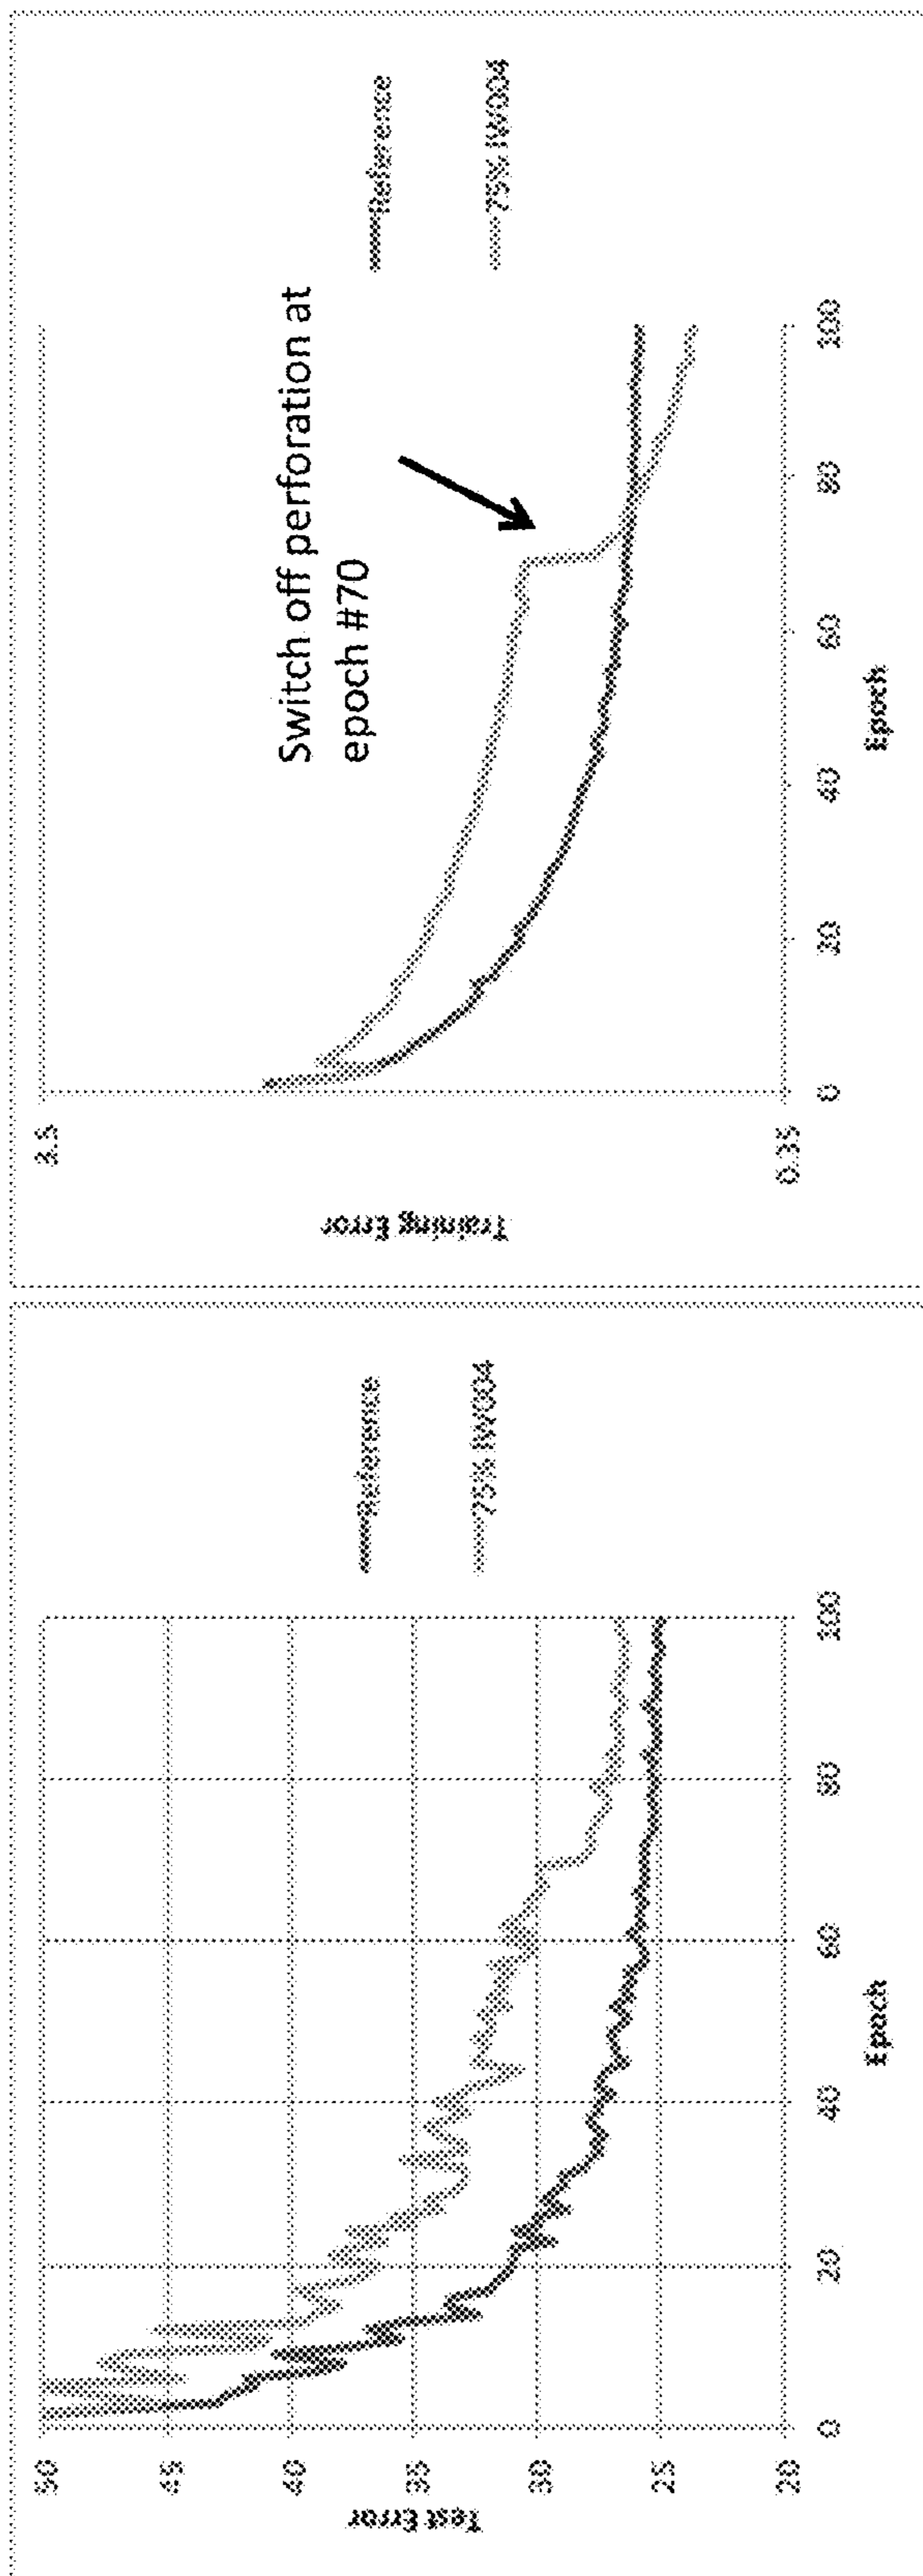 Test Error
50
45
40
35
30
25
20
0
20
40
60
80
100
Epoch
Reference
75% IW004
Training Error
3.5
0.35
0
20
40
60
80
100
Epoch
Switch off perforation at
epoch #70
Reference
75% IW004